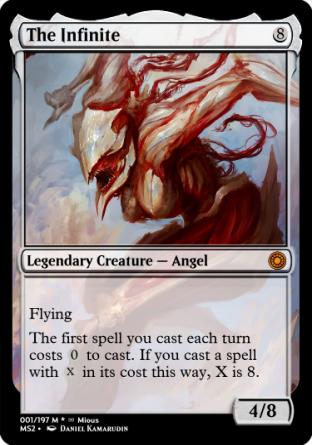 The Infinite 8
Legendary Creature — Angel
Flying
The first spell you cast each turn
costs 0 to cast. If you cast a spell
with X in its cost this way, X is 8.
001/197 M * ∞ Mious
MS2 • Daniel Kamarudin
4/8